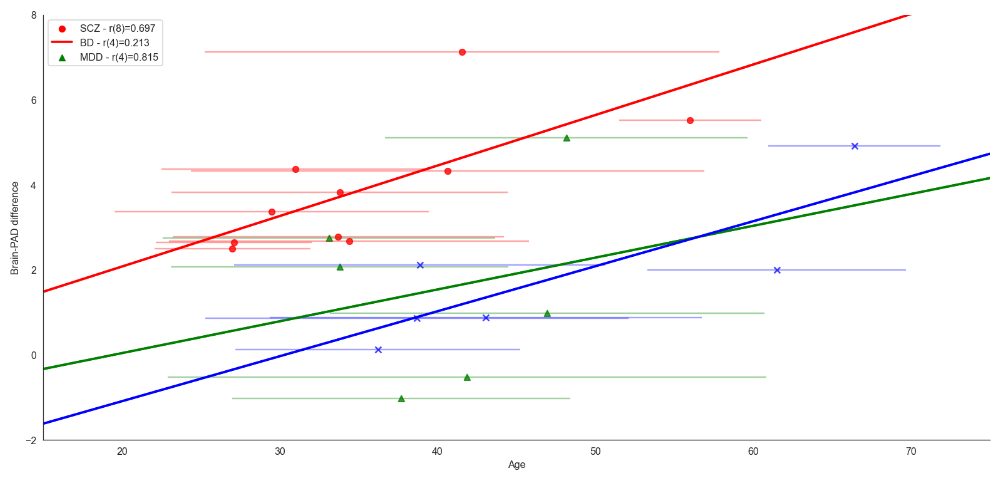 8
6
4
2
0
−2
Brain-PAD difference
SCZ - r(8)=0.697
BD - r(4)=0.213
MDD - r(4)=0.815
20 30 40 50 60 70
Age